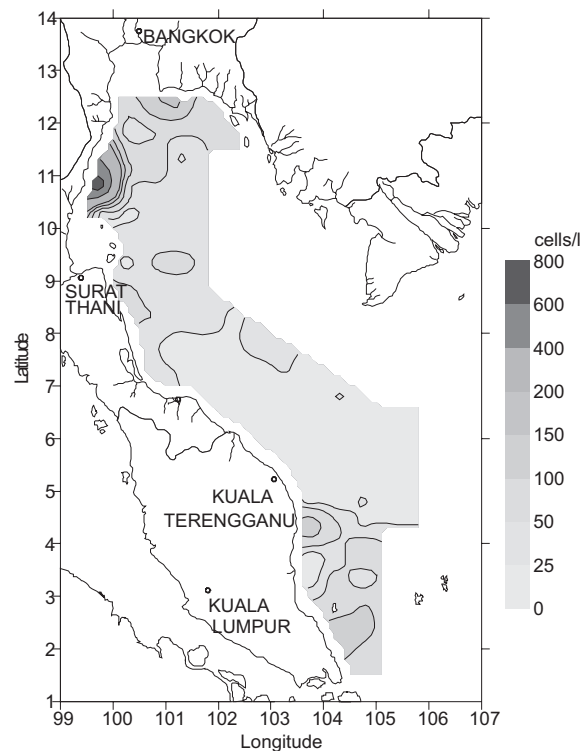 14
13
12
11
10
9
8
7
6
5
4
3
2
1
Latitude
BANGKOK
SURAT
THANI
KUALA
TERENGGANU
KUALA
LUMPUR
99 100 101 102 103 104 105 106 107
Longitude
cells/l
800
600
400
200
150
100
50
25
0